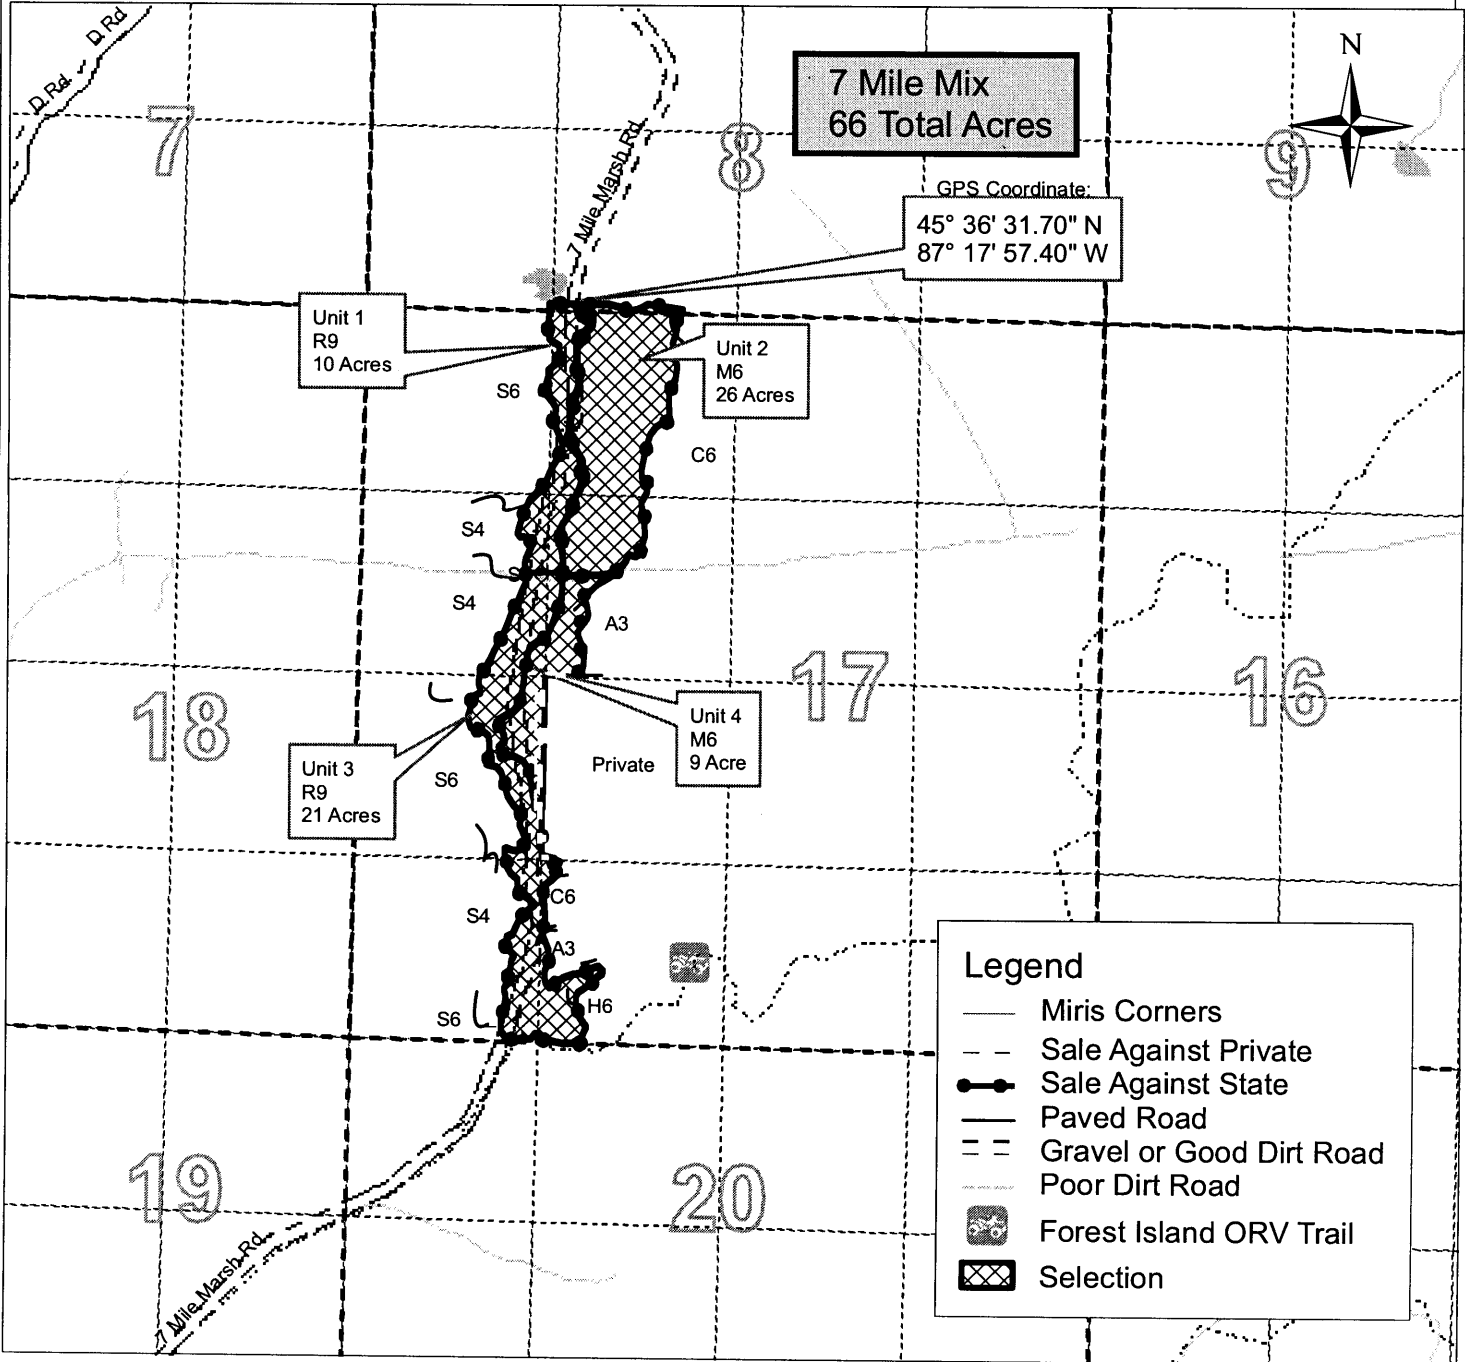 D Rd
D Rd
7
8
9
N
7 Mile Mix
66 Total Acres
7 Mile Marsh Rd
GPS Coordinate:
45° 36' 31.70" N
87° 17' 57.40" W
Unit 1
R9
10 Acres
Unit 2
M6
26 Acres
S6
C6
S4
S4
A3
18
17
16
Unit 3
R9
21 Acres
Unit 4
M6
9 Acre
Private
S6
C6
S4
A3
H6
S6
19
20
7 Mile Marsh Rd
Legend
Miris Corners
Sale Against Private
Sale Against State
Paved Road
Gravel or Good Dirt Road
Poor Dirt Road
Forest Island ORV Trail
Selection